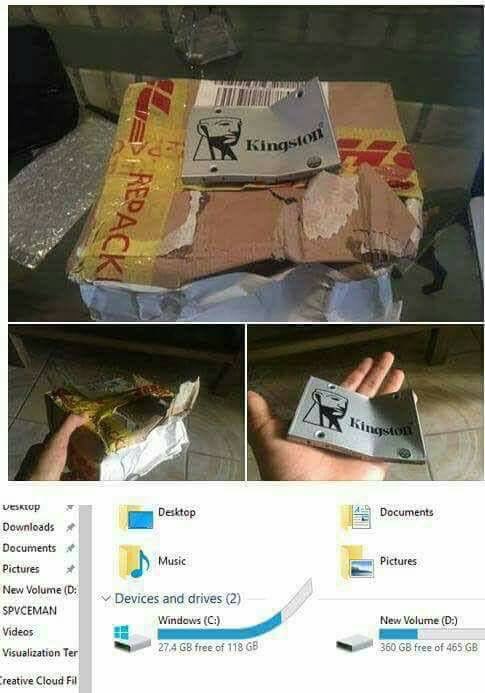 REPACK
Kingston
Kingston
Desktop
Downloads
Documents
Pictures
New Volume (D:
SPVCEMAN
Videos
Visualization Ter
Creative Cloud Fil
Desktop
Documents
Music
Pictures
Devices and drives (2)
Windows (C:)
27.4 GB free of 118 GB
New Volume (D:)
360 GB free of 465 GB